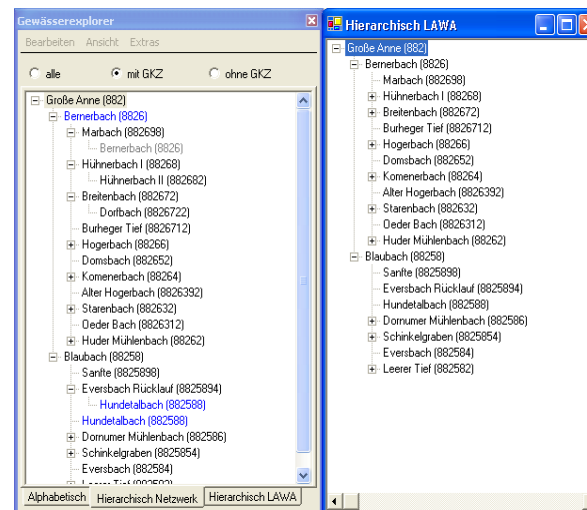 Gewässerexplorer
Bearbeiten Ansicht Extras
alle mit GKZ ohne GKZ
Große Anne (882)
Bernerbach (8826)
Marbach (882698)
Bernerbach (8826)
Hühnerbach I (88268)
Hühnerbach II (882682)
Breitenbach (882672)
Dorfbach (8826722)
Burheger Tief (8826712)
Hogerbach (88266)
Domsbach (882652)
Komenerbach (88264)
Alter Hogerbach (8826392)
Starenbach (882632)
Oeder Bach (8826312)
Huder Mühlenbach (88262)
Blaubach (88258)
Sanfte (8825898)
Eversbach Rücklauf (8825894)
Hundetalbach (882588)
Hundetalbach (882588)
Dornumer Mühlenbach (882586)
Schinkelgraben (8825854)
Eversbach (882584)
Leerer Tief (882582)
Alphabetisch Hierarchisch Netzwerk Hierarchisch LAWA
Hierarchisch LAWA
Große Anne (882)
Bernerbach (8826)
Marbach (882698)
Hühnerbach I (88268)
Breitenbach (882672)
Burheger Tief (8826712)
Hogerbach (88266)
Domsbach (882652)
Komenerbach (88264)
Alter Hogerbach (8826392)
Starenbach (882632)
Oeder Bach (8826312)
Huder Mühlenbach (88262)
Blaubach (88258)
Sanfte (8825898)
Eversbach Rücklauf (8825894)
Hundetalbach (882588)
Dornumer Mühlenbach (882586)
Schinkelgraben (8825854)
Eversbach (882584)
Leerer Tief (882582)